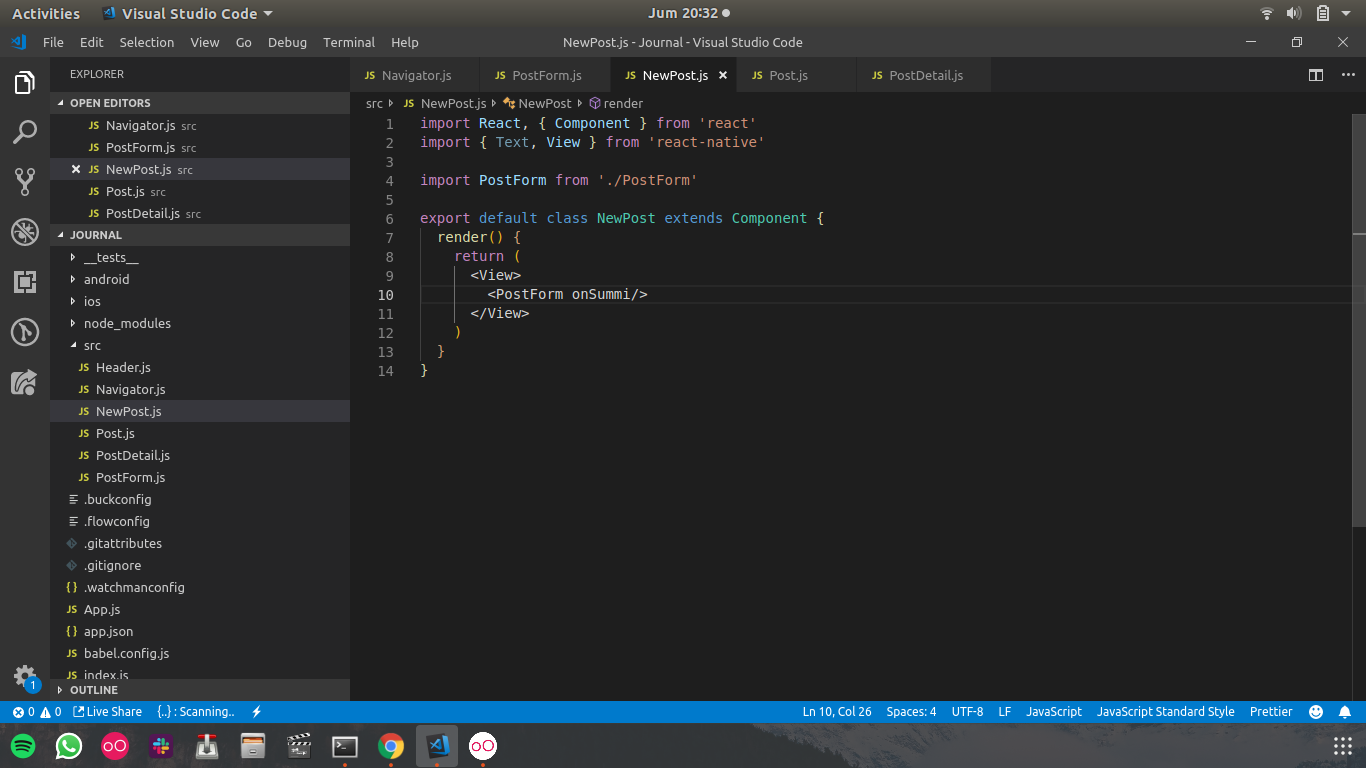 Activities Visual Studio Code Jum 20:32
File Edit Selection View Go Debug Terminal Help NewPost.js - Journal - Visual Studio Code
EXPLORER
OPEN EDITORS
JS Navigator.js src
JS PostForm.js src
JS NewPost.js src
JS Post.js src
JS PostDetail.js src
JOURNAL
__tests__
android
ios
node_modules
src
JS Header.js
JS Navigator.js
JS NewPost.js
JS Post.js
JS PostDetail.js
JS PostForm.js
.buckconfig
.flowconfig
.gitattributes
.gitignore
{} .watchmanconfig
JS App.js
{} app.json
JS babel.config.js
JS index.js
OUTLINE
1
JS Navigator.js JS PostForm.js JS NewPost.js JS Post.js JS PostDetail.js
src JS NewPost.js NewPost render
1 import React, { Component } from 'react'
2 import { Text, View } from 'react-native'
3
4 import PostForm from './PostForm'
5
6 export default class NewPost extends Component {
7 render() {
8 return (
9 <View>
10 <PostForm onSummi/>
11 </View>
12 )
13 }
14 }
0 0 Live Share {..} : Scanning.. Ln 10, Col 26 Spaces: 4 UTF-8 LF JavaScript JavaScript Standard Style Prettier